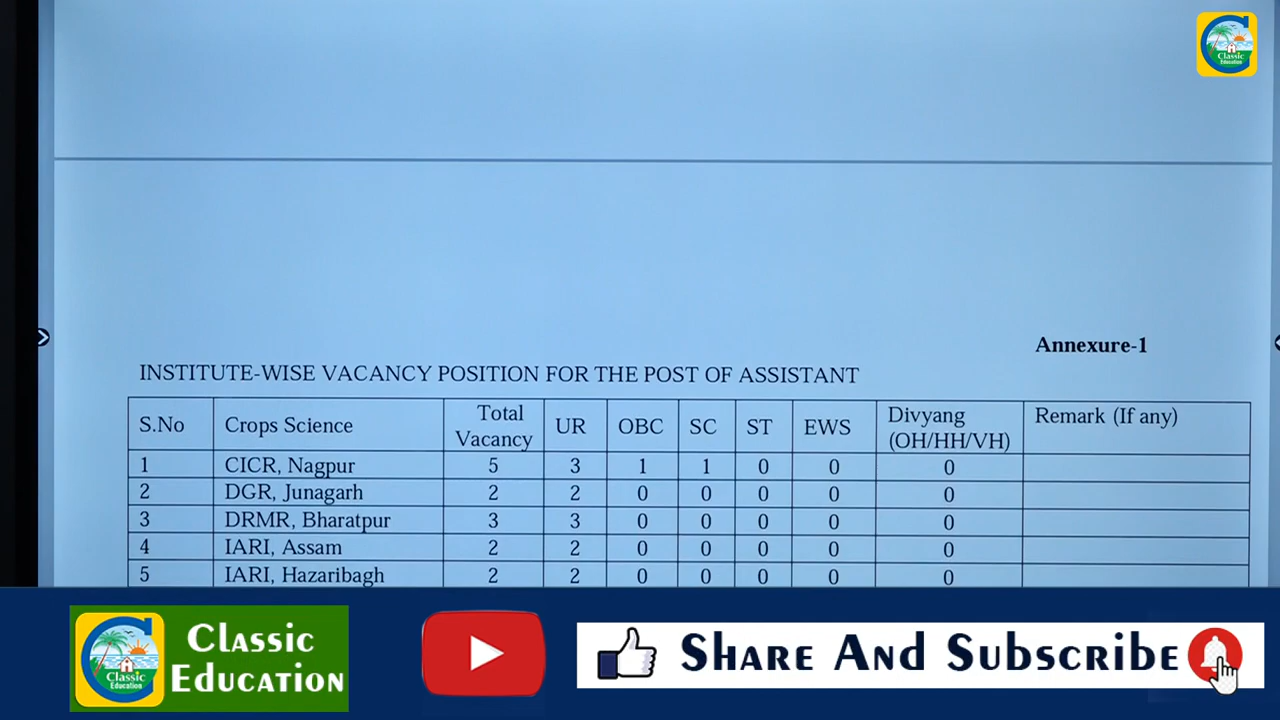 Classic
Education
Annexure-1
INSTITUTE-WISE VACANCY POSITION FOR THE POST OF ASSISTANT
S.No Crops Science Total Vacancy UR OBC SC ST EWS Divyang (OH/HH/VH) Remark (If any)
1 CICR, Nagpur 5 3 1 1 0 0 0
2 DGR, Junagarh 2 2 0 0 0 0 0
3 DRMR, Bharatpur 3 3 0 0 0 0 0
4 IARI, Assam 2 2 0 0 0 0 0
5 IARI, Hazaribagh 2 2 0 0 0 0 0
Classic
Education
Classic
Education
Share And Subscribe